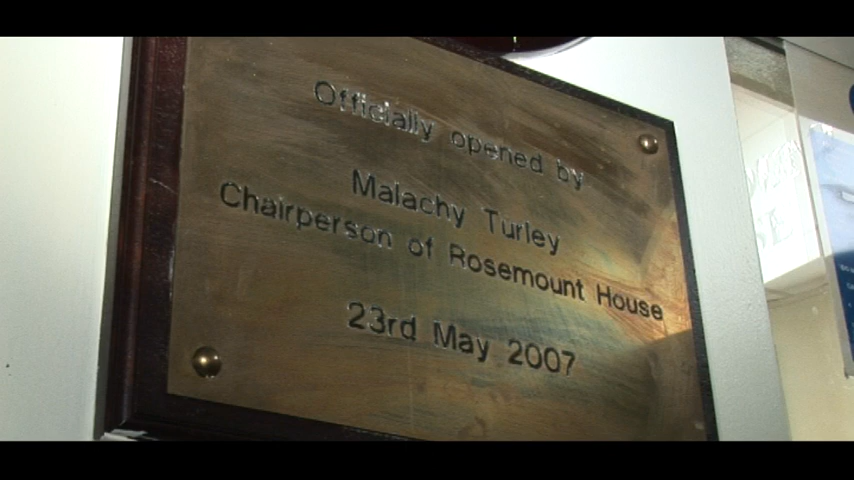 Officially opened by
Malachy Turley
Chairperson of Rosemount House
23rd May 2007